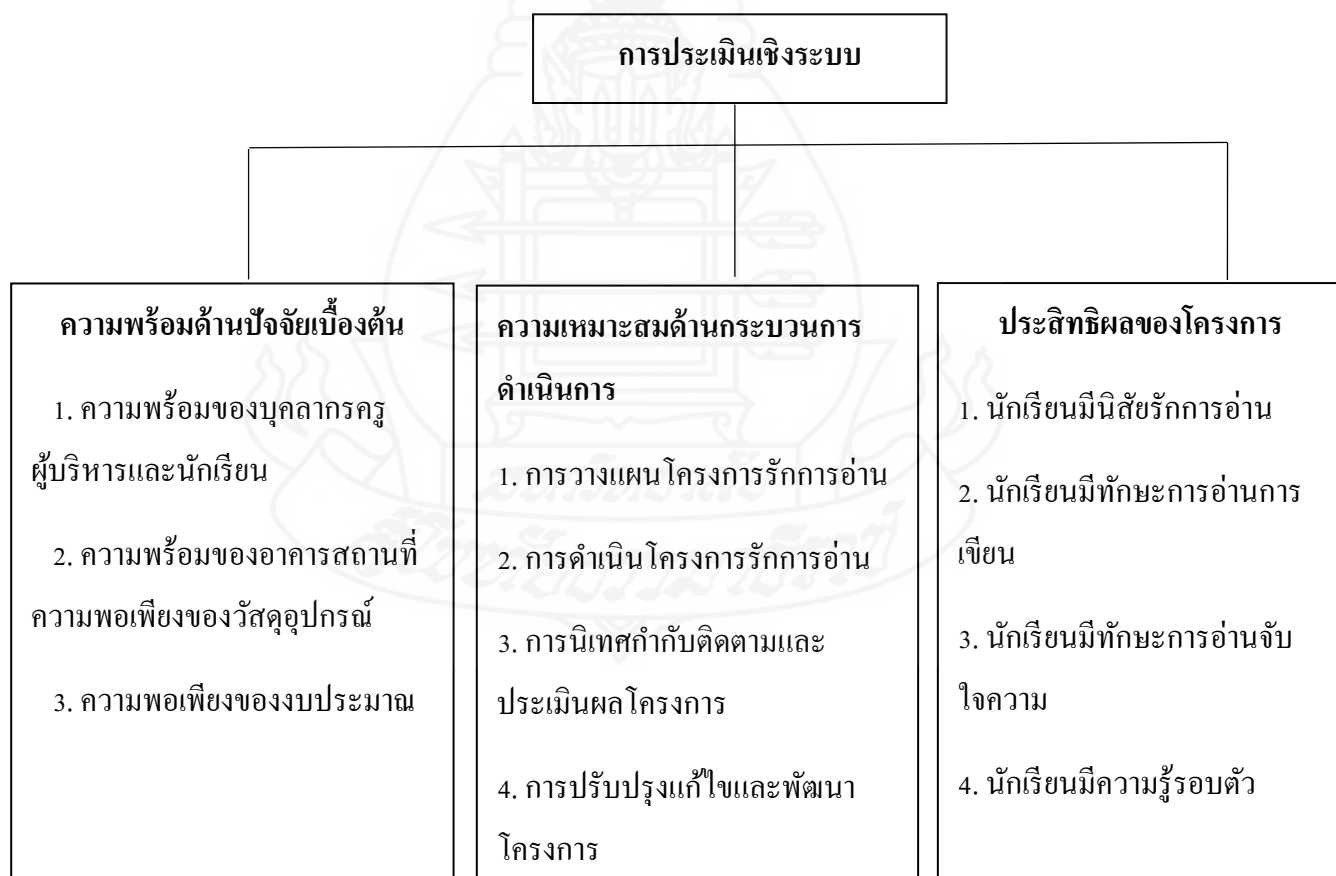 การประเมินเชิงระบบ
ความพร้อมด้านปัจจัยเบื้องต้น
1. ความพร้อมของบุคลากรครู
ผู้บริหารและนักเรียน
2. ความพร้อมของอาคารสถานที่
ความพอเพียงของวัสดุอุปกรณ์
3. ความพอเพียงของงบประมาณ
ความเหมาะสมด้านกระบวนการ
ดำเนินการ
1. การวางแผนโครงการรักการอ่าน
2. การดำเนินโครงการรักการอ่าน
3. การนิเทศกำกับติดตามและ
ประเมินผลโครงการ
4. การปรับปรุงแก้ไขและพัฒนา
โครงการ
ประสิทธิผลของโครงการ
1. นักเรียนมีนิสัยรักการอ่าน
2. นักเรียนมีทักษะการอ่านการ
เขียน
3. นักเรียนมีทักษะการอ่านจับ
ใจความ
4. นักเรียนมีความรู้รอบตัว